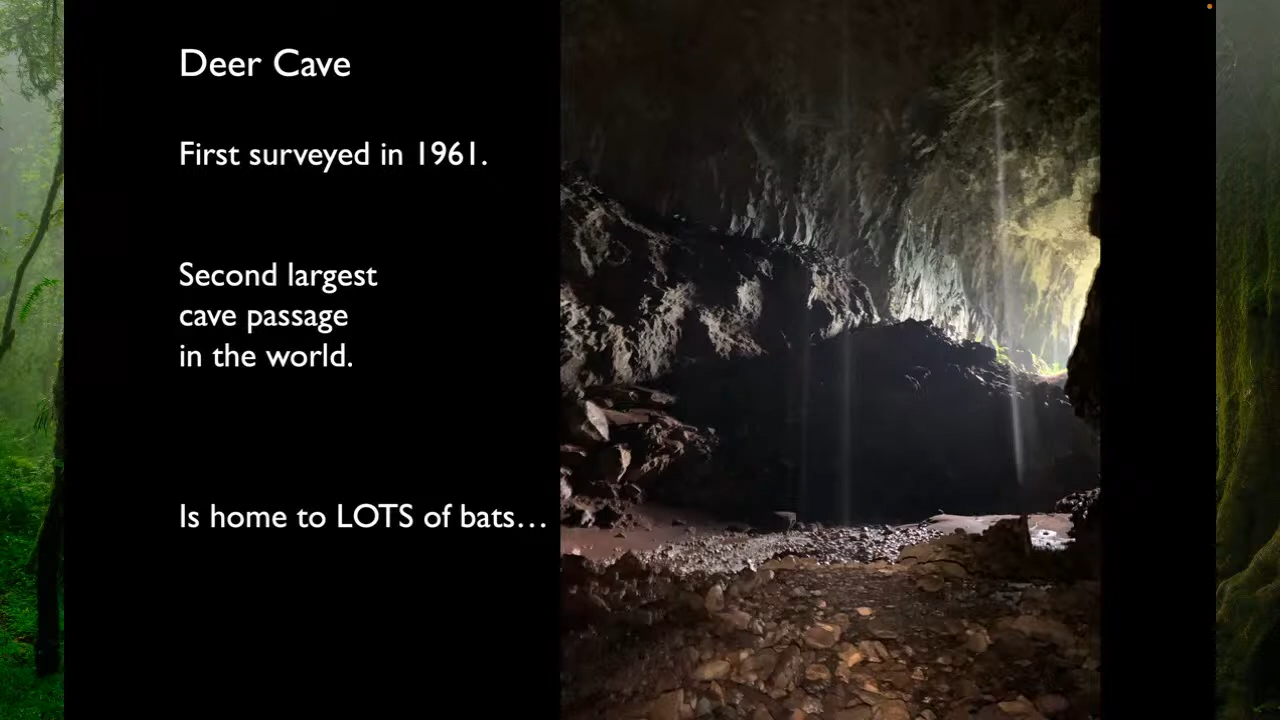 Deer Cave
First surveyed in 1961.
Second largest
cave passage
in the world.
Is home to LOTS of bats…